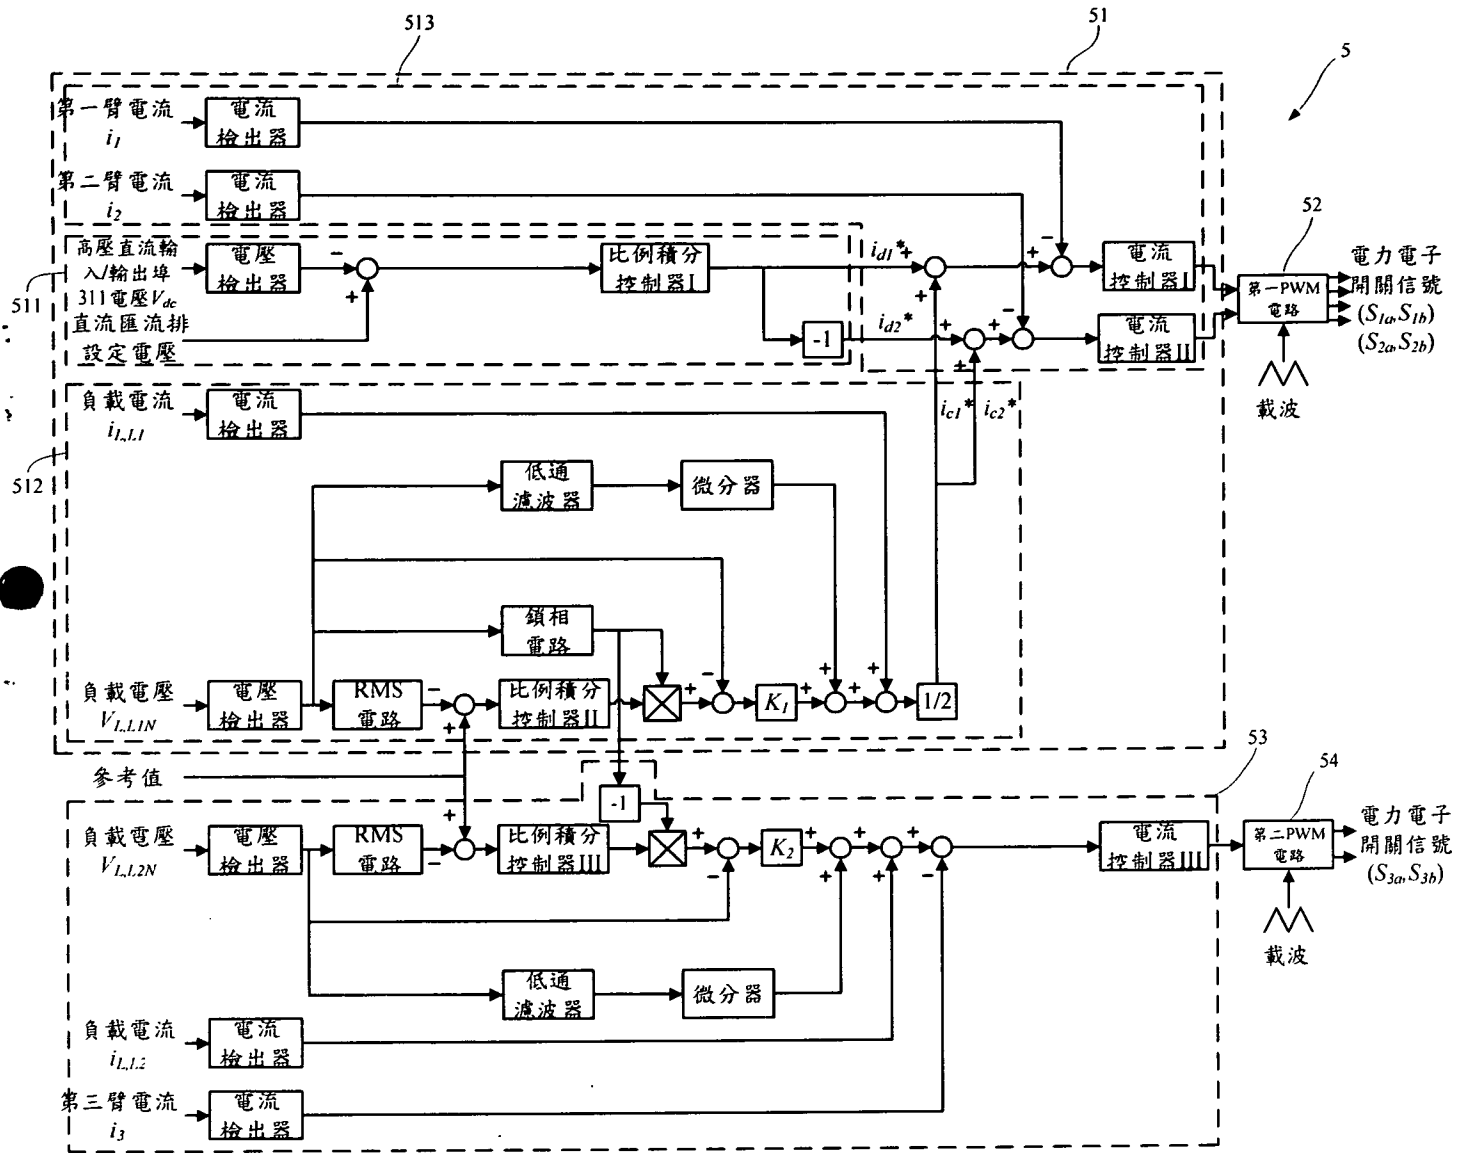 513
51
5
第一臂電流
i1
電流
檢出器
第二臂電流
i2
電流
檢出器
52
511
高壓直流輸
入/輸出埠
311電壓Vdc
直流匯流排
設定電壓
電壓
檢出器
−
+
比例積分
控制器I
-1
id1*
+
+
id2*
+
+
+
−
+
−
電流
控制器I
電流
控制器II
第一PWM
電路
載波
電力電子
開關信號
(S1a,S1b)
(S2a,S2b)
512
負載電流
iL,L1
電流
檢出器
ic1*
ic2*
低通
濾波器
微分器
鎖相
電路
負載電壓
VL,L1N
電壓
檢出器
RMS
電路
−
+
比例積分
控制器II
+
−
K1
+
+
+
+
1/2
參考值
53
54
-1
負載電壓
VL,L2N
電壓
檢出器
RMS
電路
+
−
比例積分
控制器III
+
−
K2
+
+
+
+
+
−
電流
控制器III
第二PWM
電路
載波
電力電子
開關信號
(S3a,S3b)
低通
濾波器
微分器
負載電流
iL,L2
電流
檢出器
第三臂電流
i3
電流
檢出器